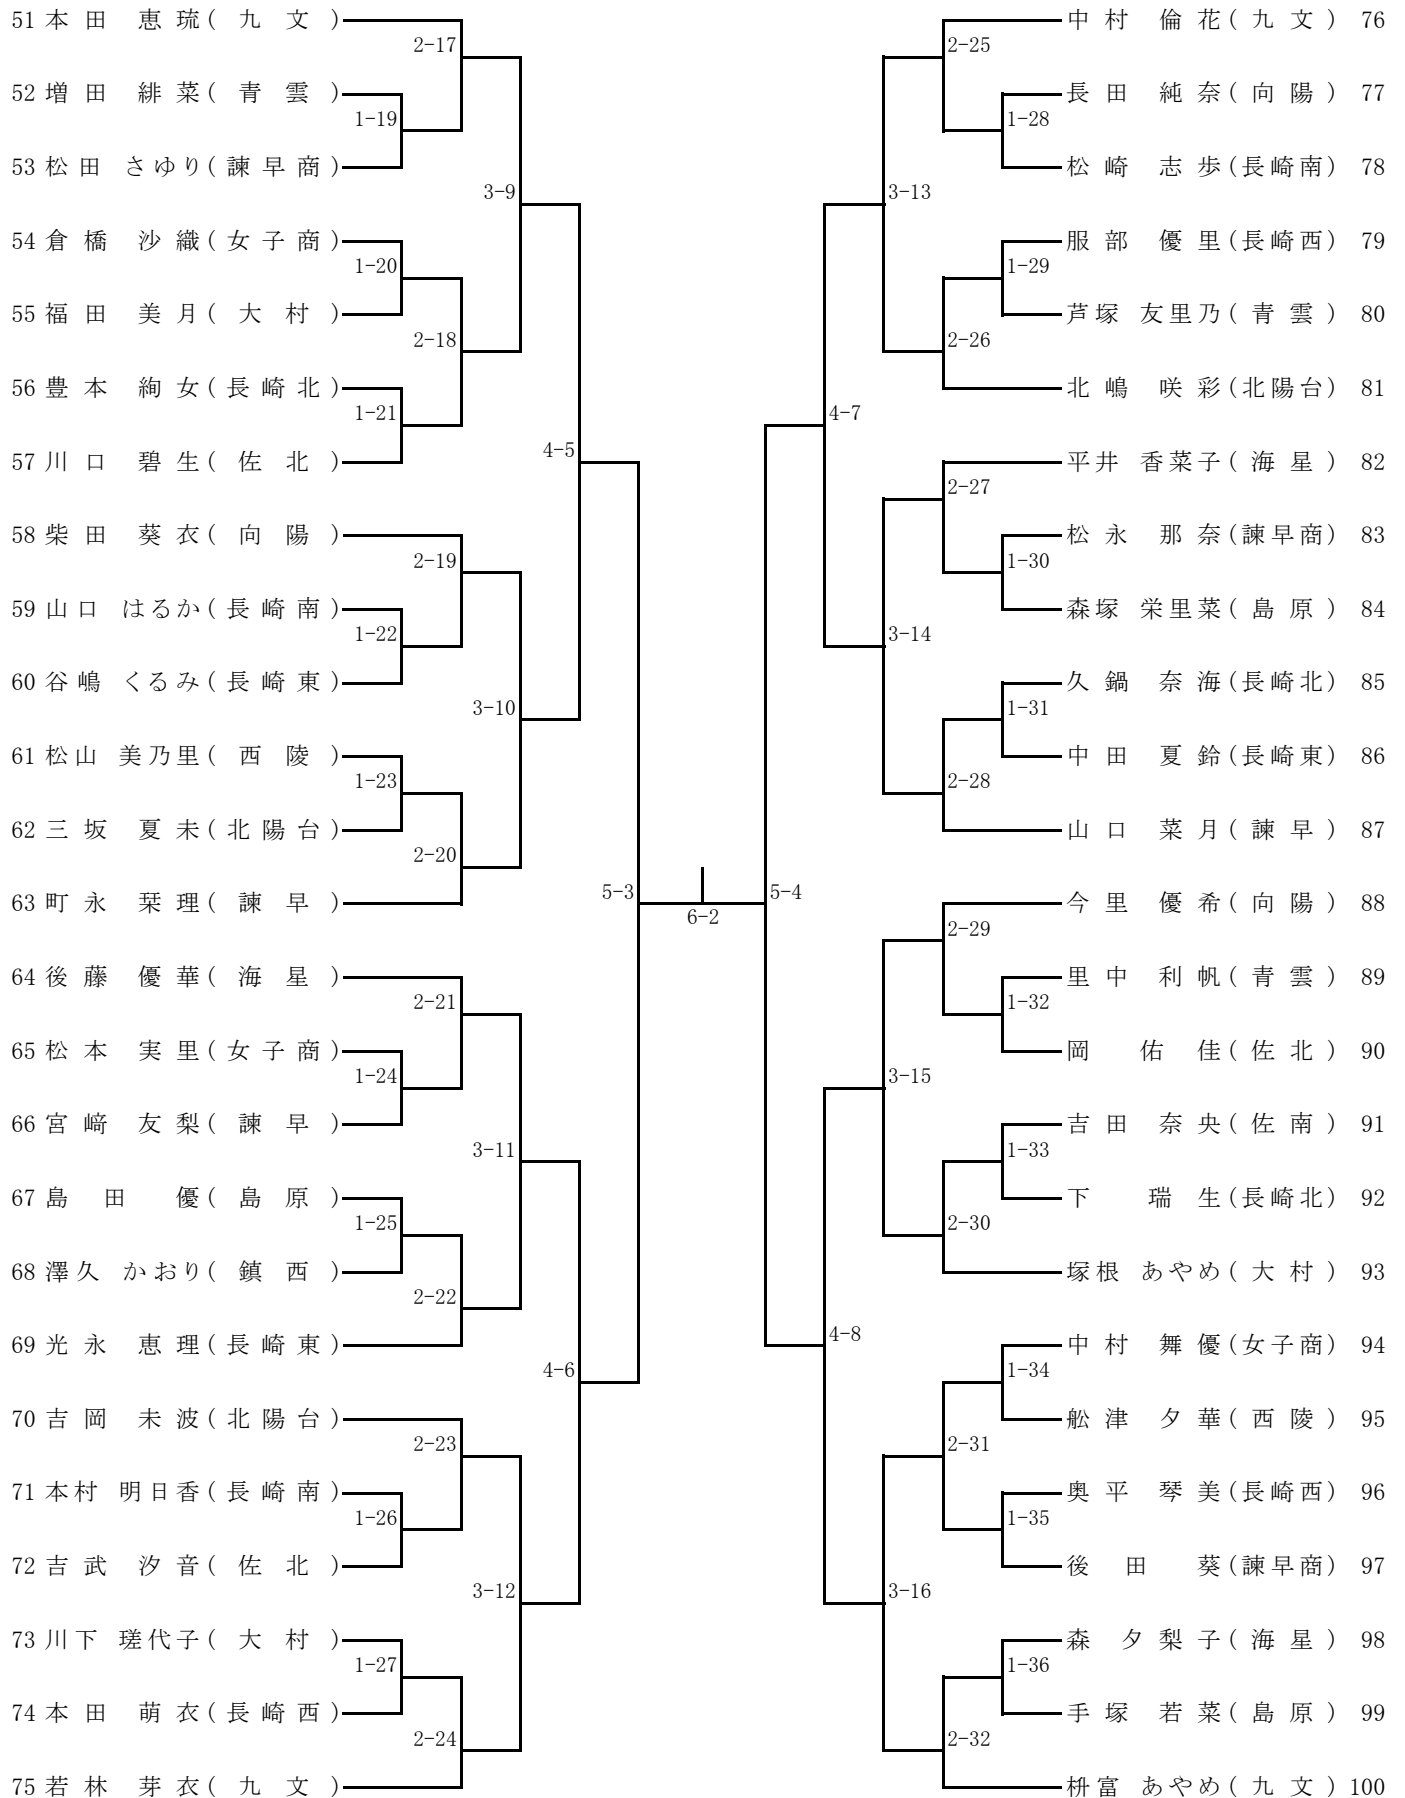 51 本田 恵琉(九文)
2-17
52 増田 緋菜(青雲)
1-19
53 松田 さゆり(諫早商)
3-9
54 倉橋 沙織(女子商)
1-20
55 福田 美月(大村)
2-18
56 豊本 絢女(長崎北)
1-21
57 川口 碧生(佐北)
4-5
58 柴田 葵衣(向陽)
2-19
59 山口 はるか(長崎南)
1-22
60 谷嶋 くるみ(長崎東)
3-10
61 松山 美乃里(西陵)
1-23
62 三坂 夏未(北陽台)
2-20
63 町永 栞理(諫早)
5-3
64 後藤 優華(海星)
2-21
65 松本 実里(女子商)
1-24
66 宮﨑 友梨(諫早)
3-11
67 島田 優(島原)
1-25
68 澤久 かおり(鎮西)
2-22
69 光永 恵理(長崎東)
4-6
70 吉岡 未波(北陽台)
2-23
71 本村 明日香(長崎南)
1-26
72 吉武 汐音(佐北)
3-12
73 川下 瑳代子(大村)
1-27
74 本田 萌衣(長崎西)
2-24
75 若林 芽衣(九文)
6-2
中村 倫花(九文) 76
2-25
長田 純奈(向陽) 77
1-28
松崎 志歩(長崎南) 78
3-13
服部 優里(長崎西) 79
1-29
芦塚 友里乃(青雲) 80
2-26
北嶋 咲彩(北陽台) 81
4-7
平井 香菜子(海星) 82
2-27
松永 那奈(諫早商) 83
1-30
森塚 栄里菜(島原) 84
3-14
久鍋 奈海(長崎北) 85
1-31
中田 夏鈴(長崎東) 86
2-28
山口 菜月(諫早) 87
5-4
今里 優希(向陽) 88
2-29
里中 利帆(青雲) 89
1-32
岡 佑佳(佐北) 90
3-15
吉田 奈央(佐南) 91
1-33
下 瑞生(長崎北) 92
2-30
塚根 あやめ(大村) 93
4-8
中村 舞優(女子商) 94
1-34
舩津 夕華(西陵) 95
2-31
奥平 琴美(長崎西) 96
1-35
後田 葵(諫早商) 97
3-16
森 夕梨子(海星) 98
1-36
手塚 若菜(島原) 99
2-32
枡富 あやめ(九文) 100